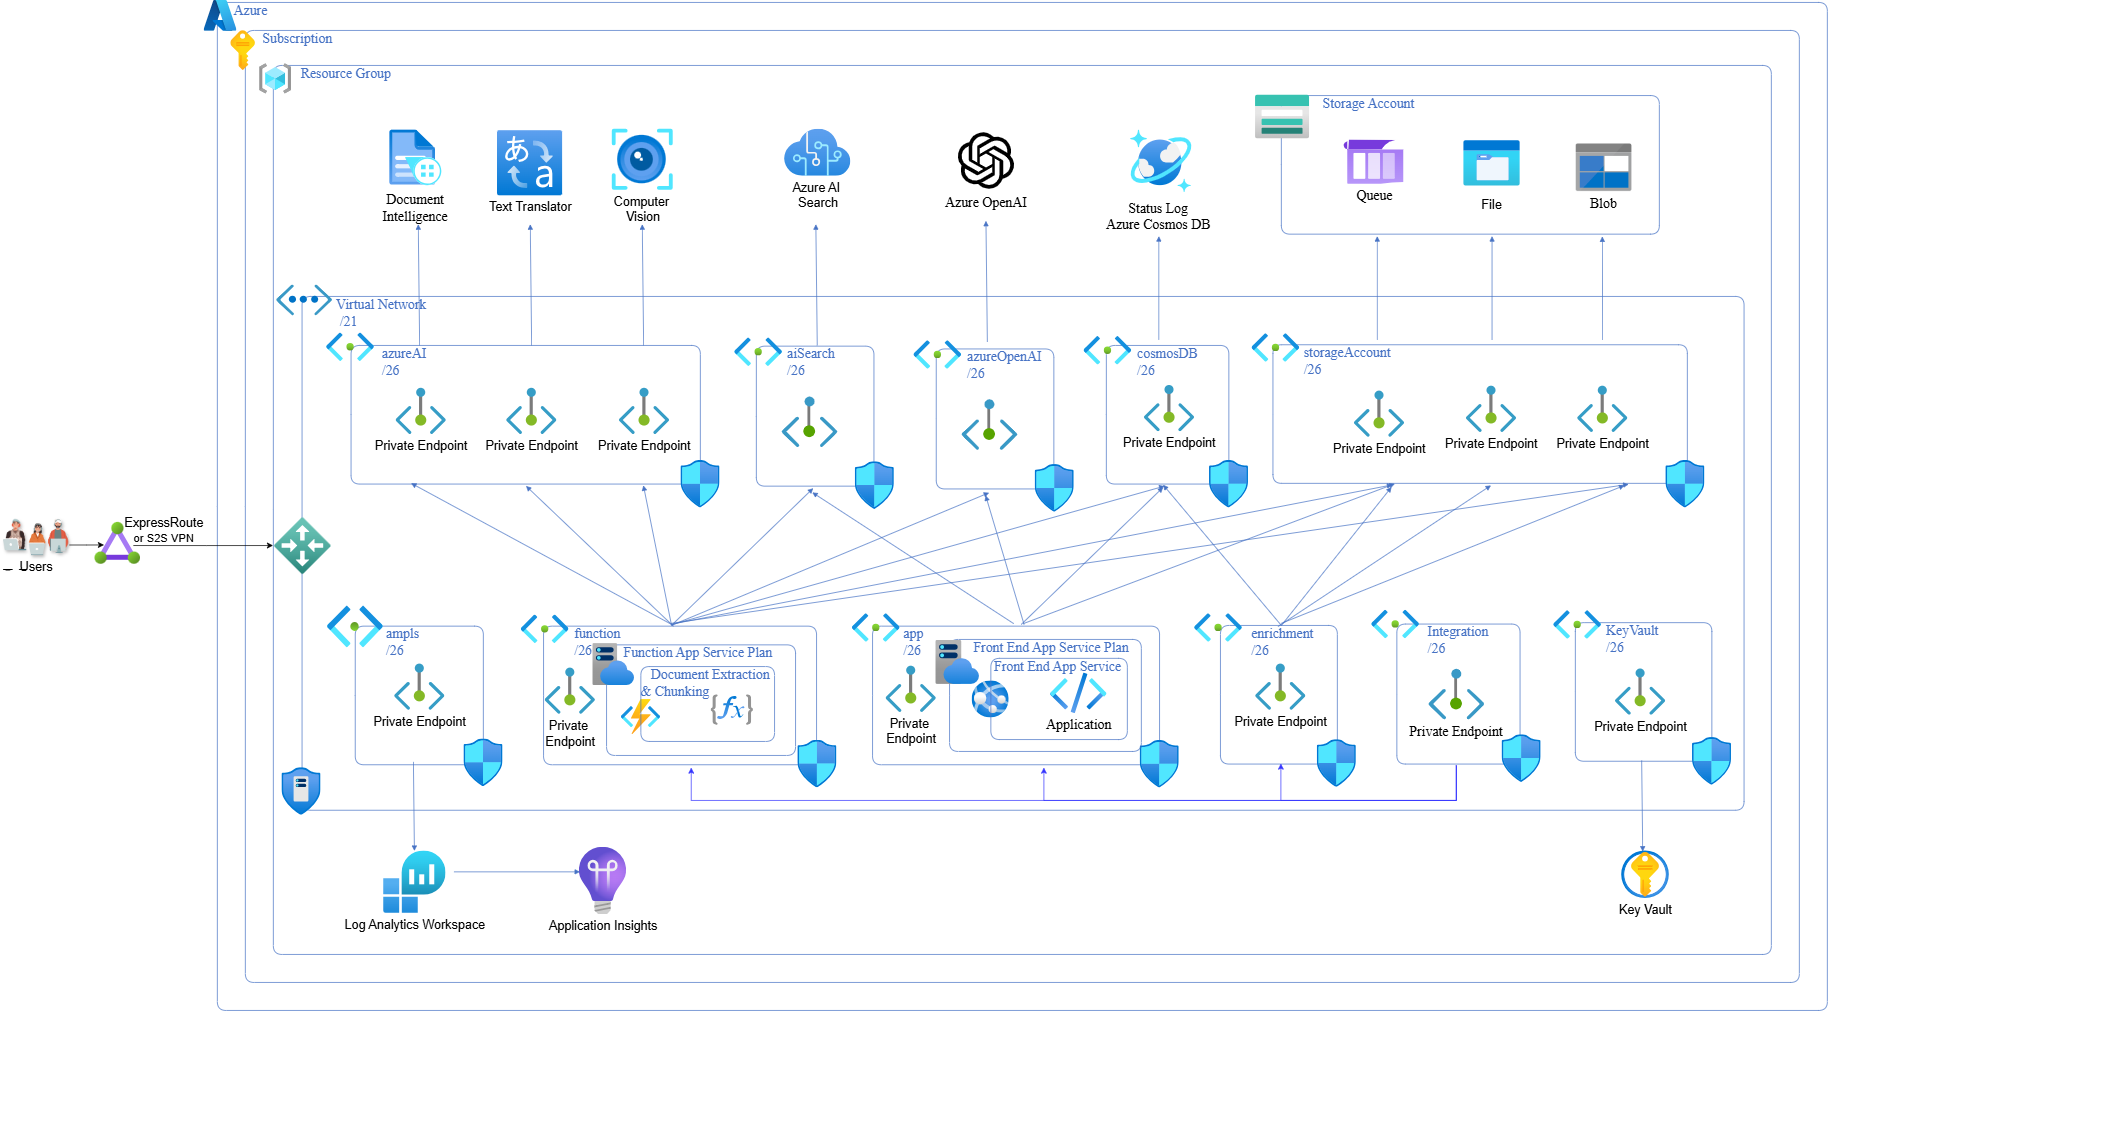 Azure
Subscription
Resource Group
Storage Account
Document
Intelligence
Text Translator
Computer
Vision
Azure AI
Search
Azure OpenAI
Status Log
Azure Cosmos DB
Queue
File
Blob
Virtual Network
/21
azureAI
/26
aiSearch
/26
azureOpenAI
/26
cosmosDB
/26
storageAccount
/26
Private Endpoint
Private Endpoint
Private Endpoint
Private Endpoint
Private Endpoint
Private Endpoint
Private Endpoint
ExpressRoute
or S2S VPN
Users
ampls
/26
Private Endpoint
function
/26
Function App Service Plan
Document Extraction
& Chunking
Private
Endpoint
app
/26
Front End App Service Plan
Front End App Service
Application
Private
Endpoint
enrichment
/26
Private Endpoint
Integration
/26
Private Endpoint
KeyVault
/26
Private Endpoint
Log Analytics Workspace
Application Insights
Key Vault